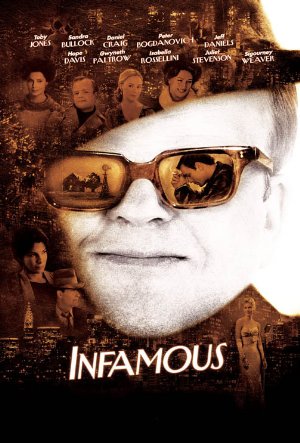 Toby JONES Sandra BULLOCK Daniel CRAIG Peter BOGDANOVICH Jeff DANIELS
Hope DAVIS Gwyneth PALTROW Isabella ROSSELLINI Juliet STEVENSON Sigourney WEAVER
INFAMOUS